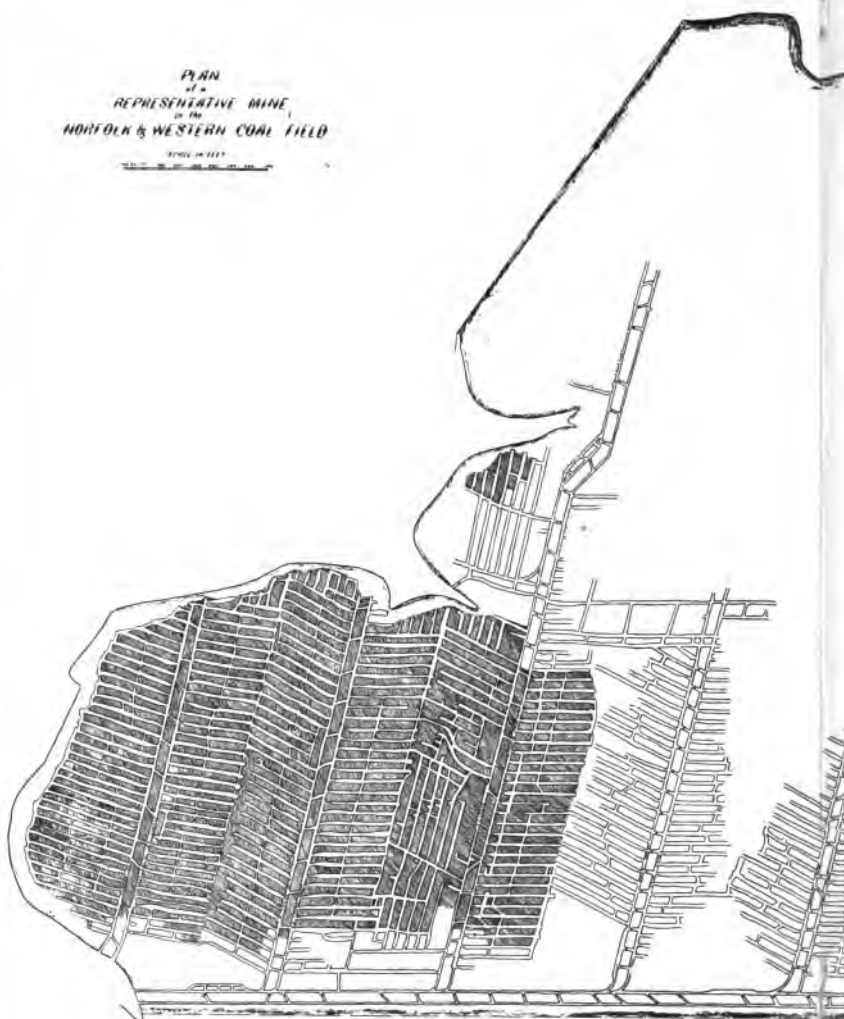 PLAN
of a
REPRESENTATIVE MINE
in the
NORFOLK & WESTERN COAL FIELD
SCALE IN FEET